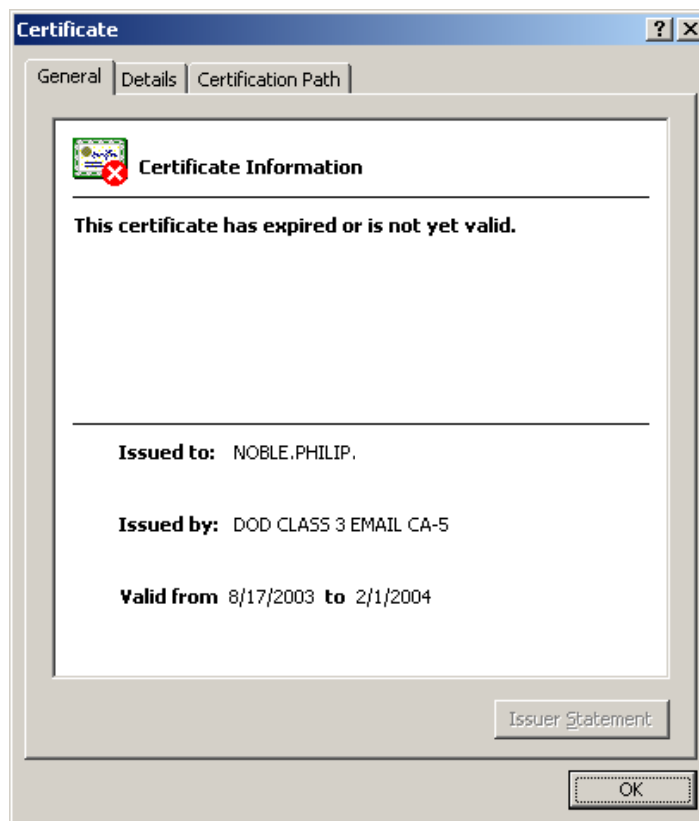 Certificate
General Details Certification Path
Certificate Information
This certificate has expired or is not yet valid.
Issued to: NOBLE.PHILIP.
Issued by: DOD CLASS 3 EMAIL CA-5
Valid from 8/17/2003 to 2/1/2004
Issuer Statement
OK